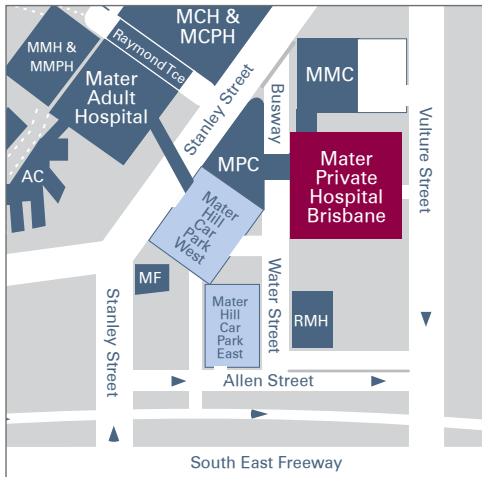 MCH &
MCPH
MMH &
MMPH
Raymond Tce
Mater
Adult
Hospital
Stanley Street
Busway
MMC
Vulture Street
AC
MPC
Mater
Private
Hospital
Brisbane
Mater
Hill
Car
Park
West
MF
Water Street
Stanley Street
Mater
Hill
Car
Park
East
RMH
Allen Street
South East Freeway